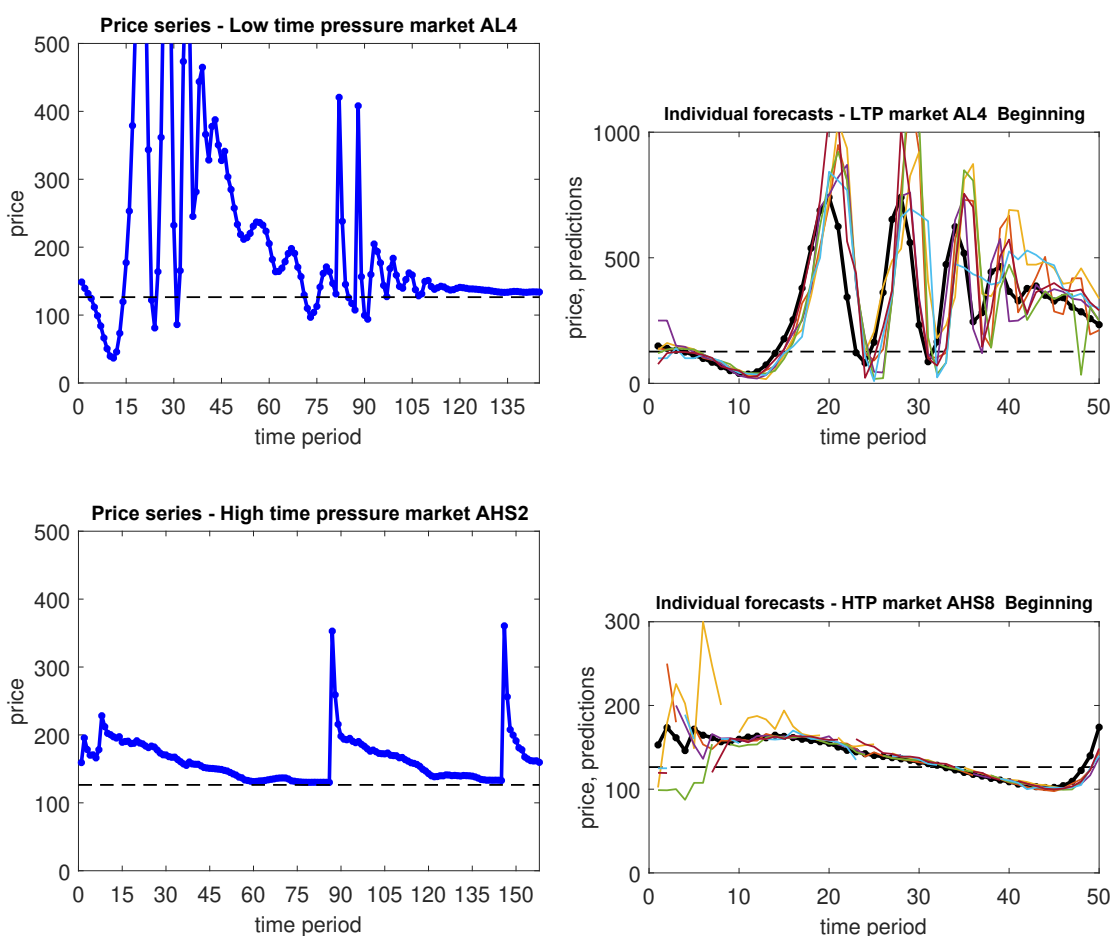 Price series - Low time pressure market AL4
500
400
300
200
100
0
price
0 15 30 45 60 75 90 105 120 135
time period
Individual forecasts - LTP market AL4 Beginning
1000
500
0
price, predictions
0 10 20 30 40 50
time period
Price series - High time pressure market AHS2
500
400
300
200
100
0
price
0 15 30 45 60 75 90 105 120 135 150
time period
Individual forecasts - HTP market AHS8 Beginning
300
200
100
0
price, predictions
0 10 20 30 40 50
time period